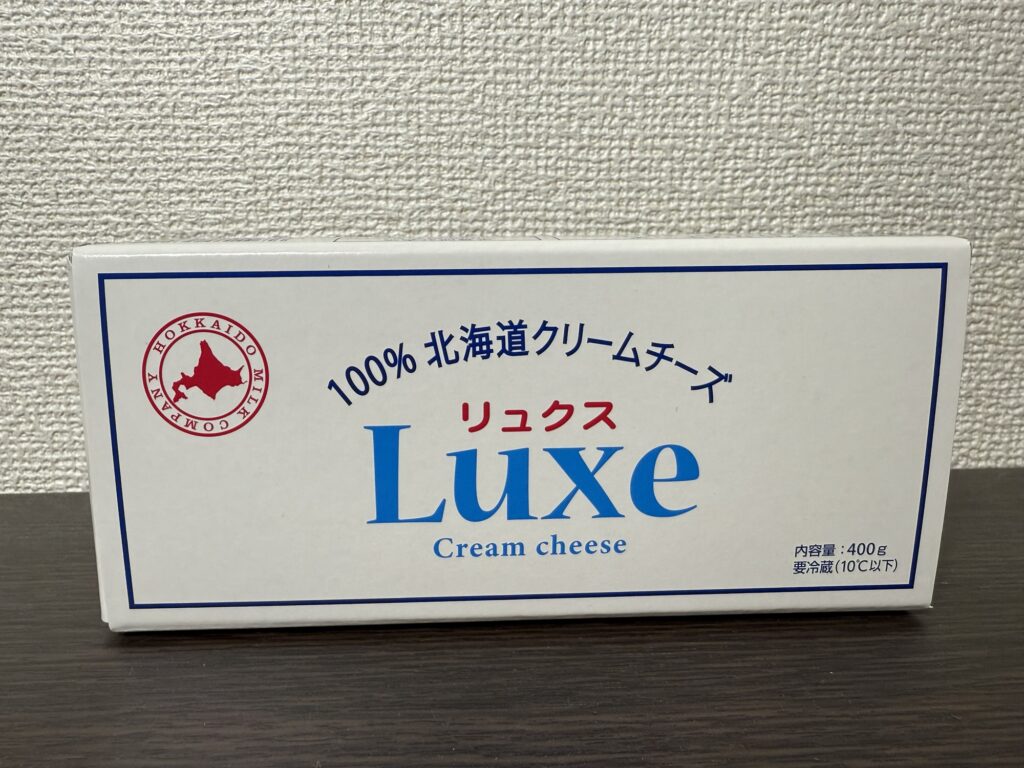 HOKKAIDO MILK COMPANY
100% 北海道クリームチーズ
リュクス
Luxe
Cream cheese
内容量：400g
要冷蔵(10℃以下)